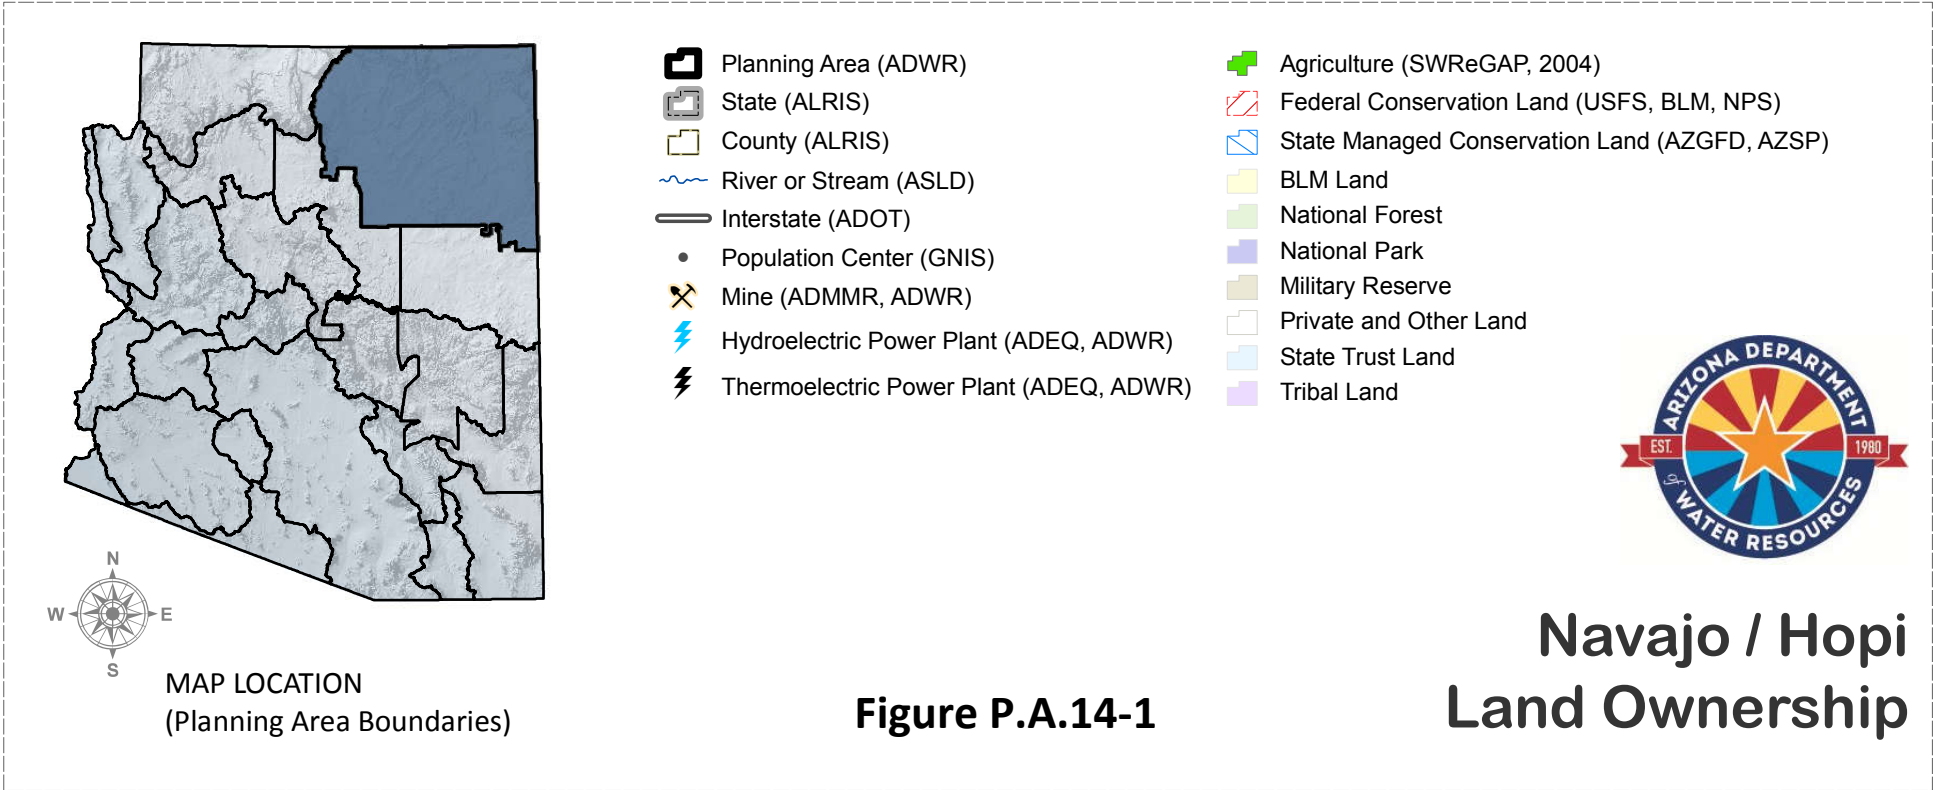 Planning Area (ADWR)
State (ALRIS)
County (ALRIS)
River or Stream (ASLD)
Interstate (ADOT)
Population Center (GNIS)
Mine (ADMMR, ADWR)
Hydroelectric Power Plant (ADEQ, ADWR)
Thermoelectric Power Plant (ADEQ, ADWR)
Agriculture (SWReGAP, 2004)
Federal Conservation Land (USFS, BLM, NPS)
State Managed Conservation Land (AZGFD, AZSP)
BLM Land
National Forest
National Park
Military Reserve
Private and Other Land
State Trust Land
Tribal Land
ARIZONA DEPARTMENT
EST. 1980
of WATER RESOURCES
N
W E
S
MAP LOCATION
(Planning Area Boundaries)
Figure P.A.14-1
Navajo / Hopi
Land Ownership